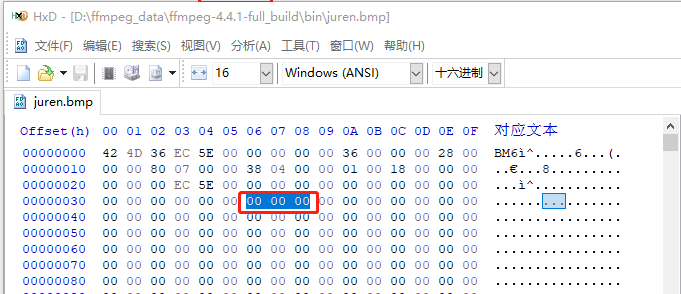 HxD - [D:\ffmpeg_data\ffmpeg-4.4.1-full_build\bin\juren.bmp]
文件(F) 编辑(E) 搜索(S) 视图(V) 分析(A) 工具(T) 窗口(W) 帮助(H)
16 Windows (ANSI) 十六进制
juren.bmp
Offset(h) 00 01 02 03 04 05 06 07 08 09 0A 0B 0C 0D 0E 0F 对应文本
00000000 42 4D 36 EC 5E 00 00 00 00 00 36 00 00 00 28 00 BM6ì^.....6...(.
00000010 00 00 80 07 00 00 38 04 00 00 01 00 18 00 00 00 ..€...8.........
00000020 00 00 00 EC 5E 00 00 00 00 00 00 00 00 00 00 00 ...ì^...........
00000030 00 00 00 00 00 00 00 00 00 00 00 00 00 00 00 00 ................
00000040 00 00 00 00 00 00 00 00 00 00 00 00 00 00 00 00 ................
00000050 00 00 00 00 00 00 00 00 00 00 00 00 00 00 00 00 ................
00000060 00 00 00 00 00 00 00 00 00 00 00 00 00 00 00 00 ................
00000070 00 00 00 00 00 00 00 00 00 00 00 00 00 00 00 00 ................
00000080 00 00 00 00 00 00 00 00 00 00 00 00 00 00 00 00 ................